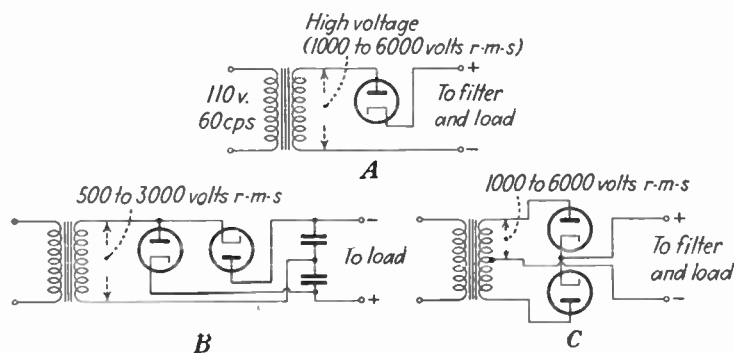 High voltage
(1000 to 6000 volts r-m-s)
110 v.
60 cps
+
To filter
and load
-
A
500 to 3000 volts r-m-s
-
To load
+
B
1000 to 6000 volts r-m-s
+
To filter
and load
-
C